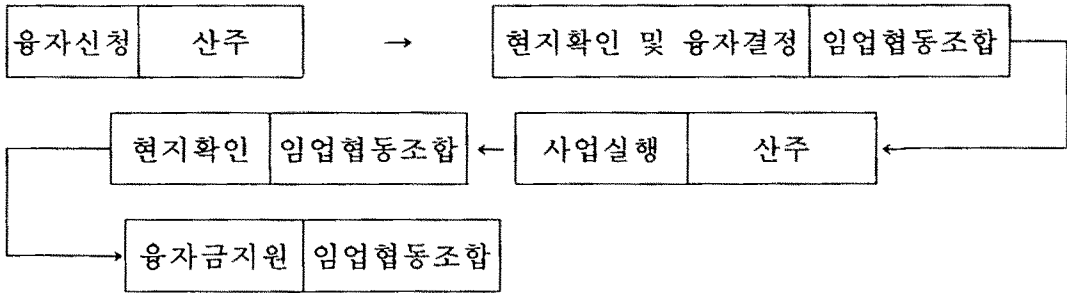 융자신청 산주 → 현지확인 및 융자결정 임업협동조합
현지확인 임업협동조합 ← 사업실행 산주
융자금지원 임업협동조합